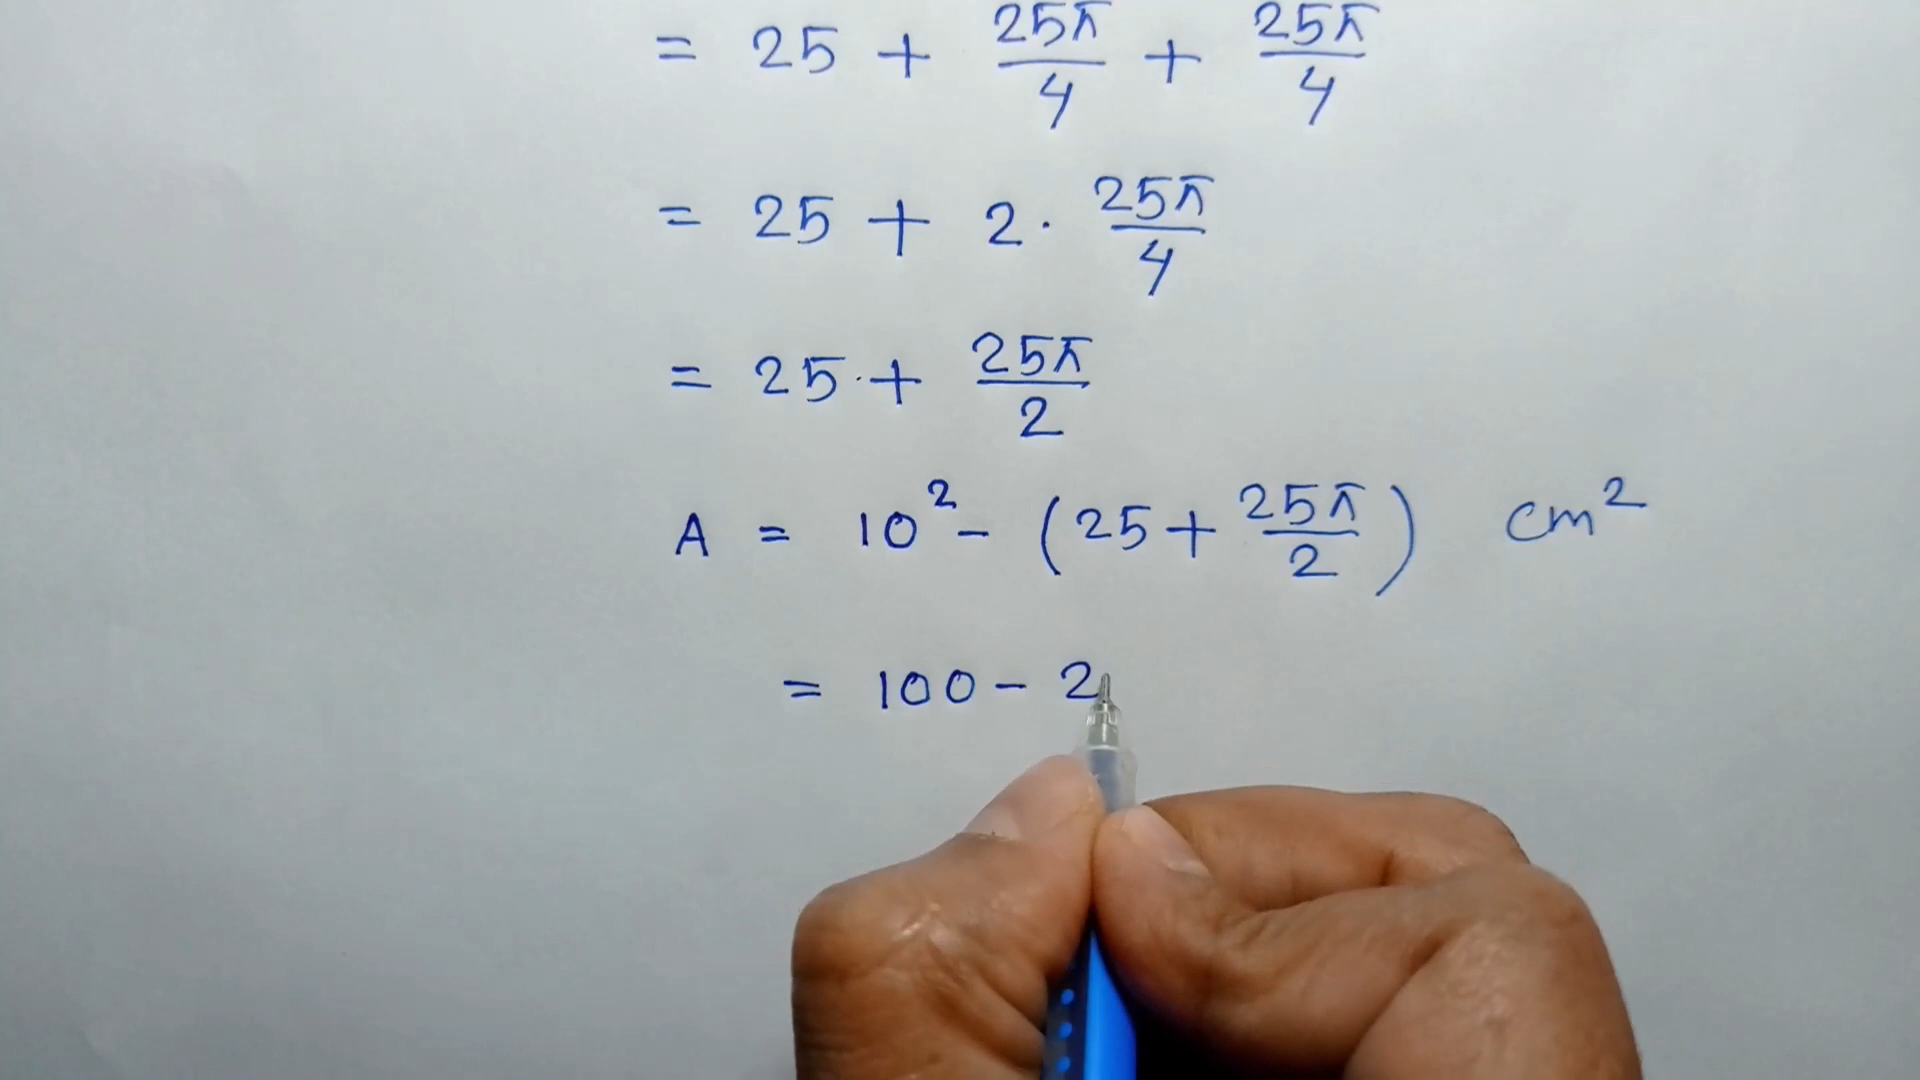 = 25 + 25π/4 + 25π/4
= 25 + 2 · 25π/4
= 25 + 25π/2
A = 10² - (25 + 25π/2) cm²
= 100 - 2